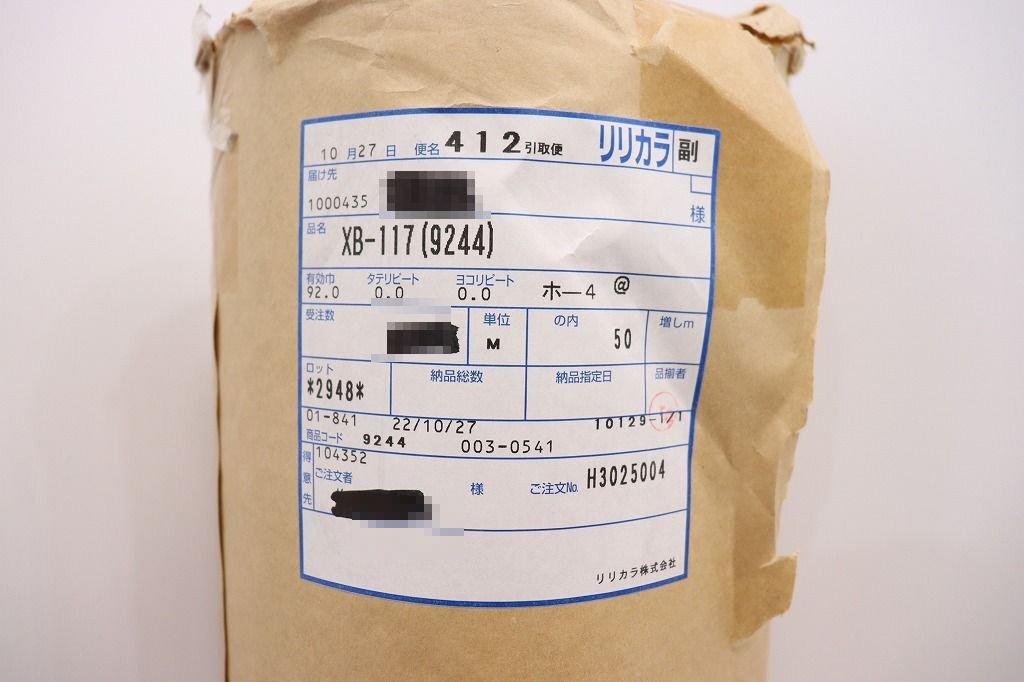 10 月 27 日 便名 412 引取便 リリカラ 副
届け先
1000435
様
品名 XB-117(9244)
有効巾 タテリピート ヨコリピート
92.0 0.0 0.0 ホ―4 @
受注数 単位 の内 増しm
M 50
ロット 納品総数 納品指定日 品揃者
*2948*
01-841 22/10/27 10129-1/1
商品コード 9244 003-0541
得意先 104352
ご注文者 様 ご注文No. H3025004
リリカラ株式会社